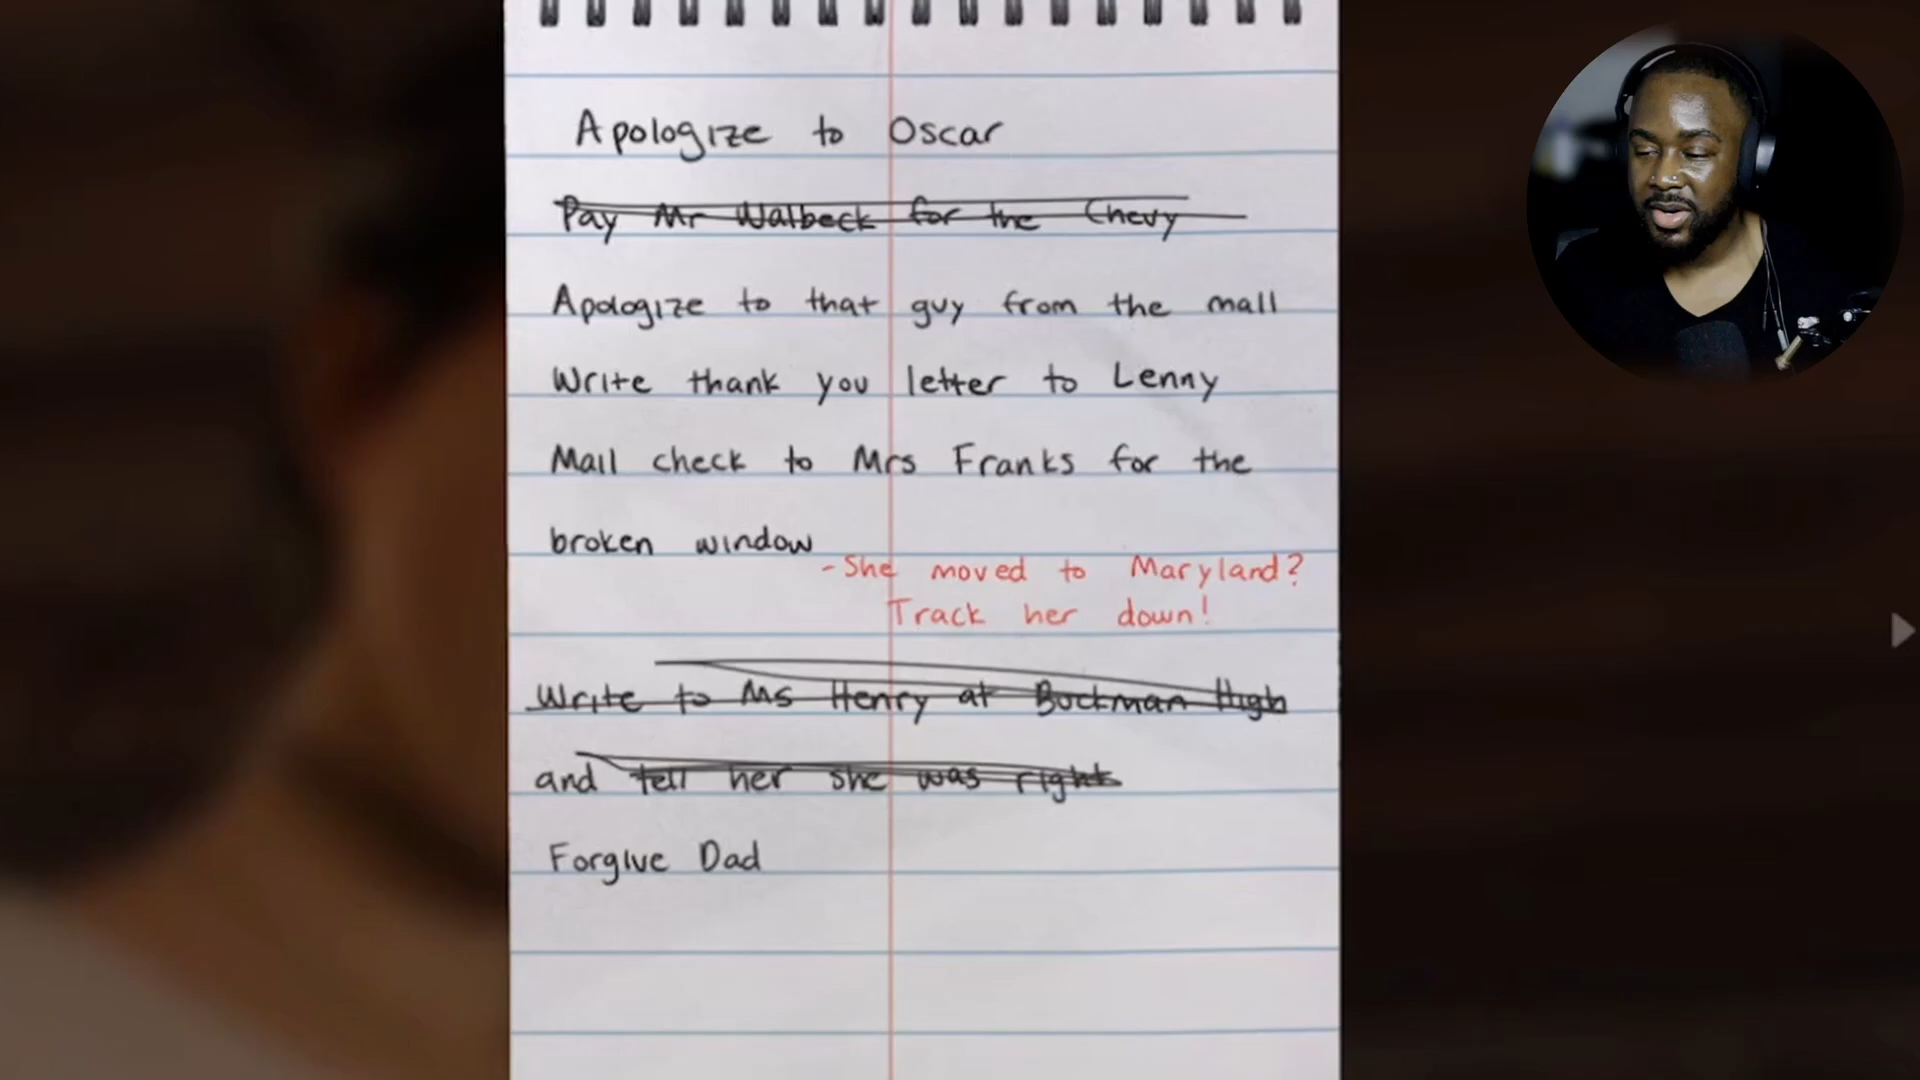 Apologize to Oscar
Pay Mr Walbeck for the Chevy
Apologize to that guy from the mall
Write thank you letter to Lenny
Mail check to Mrs Franks for the
broken window
- She moved to Maryland?
Track her down!
Write to Ms Henry at Buckman High
and tell her she was right
Forgive Dad